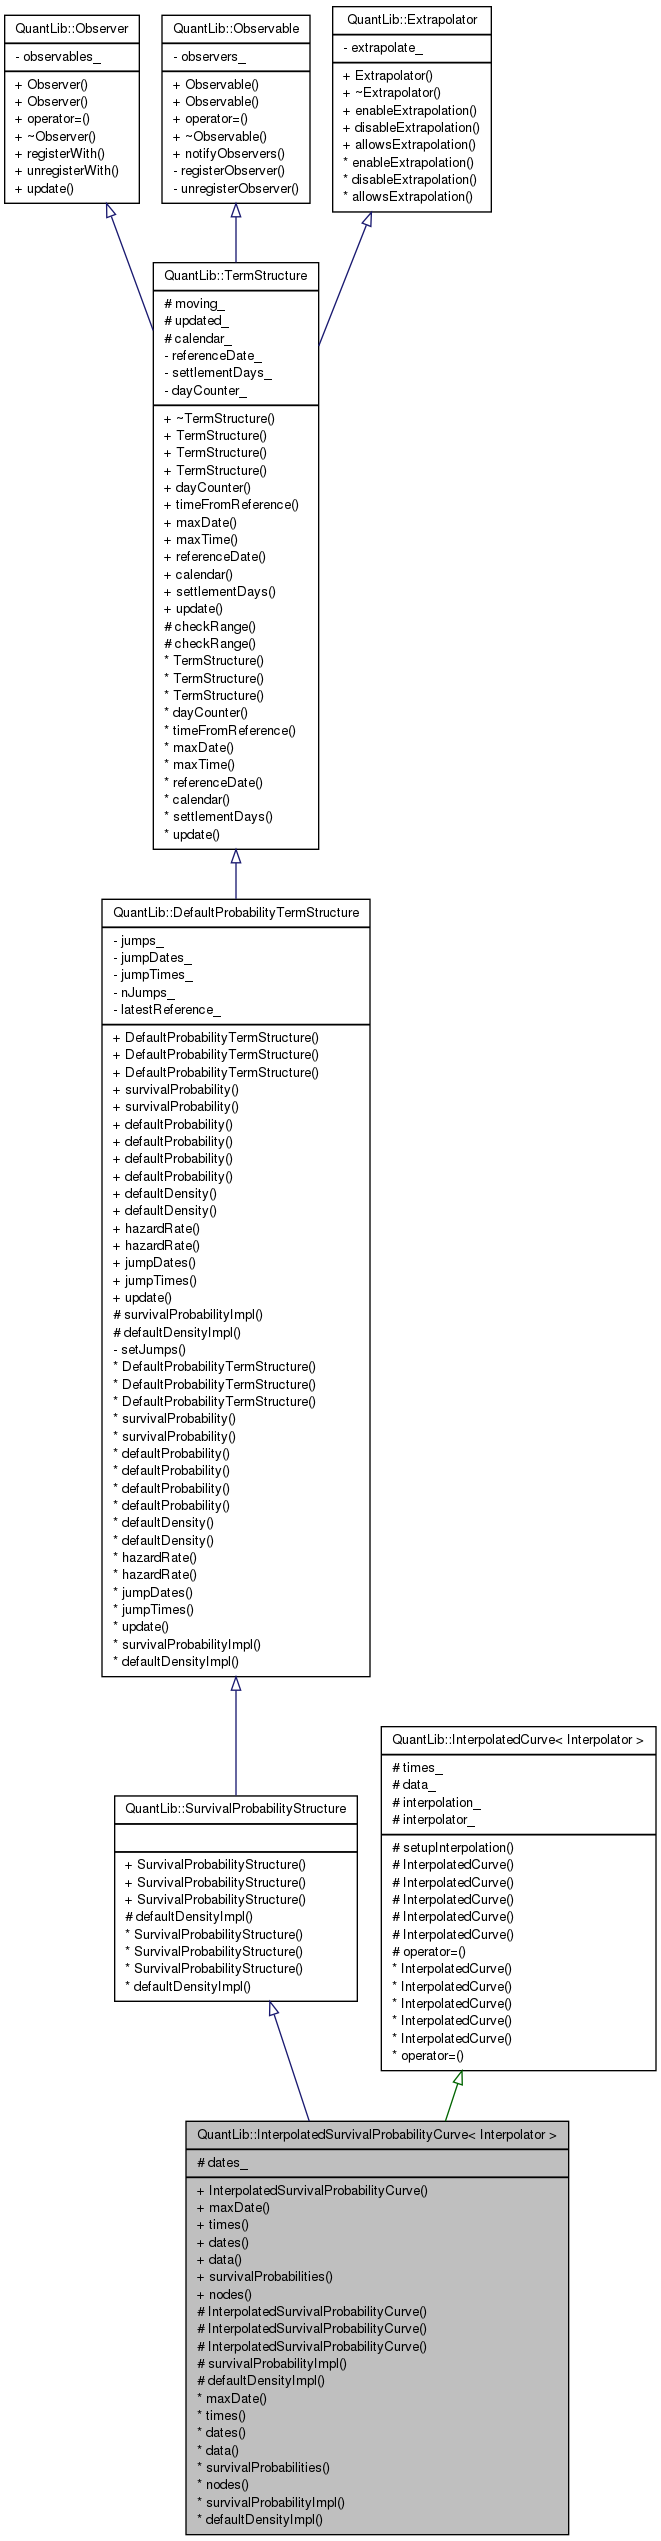 QuantLib::Observer
- observables_
+ Observer()
+ Observer()
+ operator=()
+ ~Observer()
+ registerWith()
+ unregisterWith()
+ update()
QuantLib::Observable
- observers_
+ Observable()
+ Observable()
+ operator=()
+ ~Observable()
+ notifyObservers()
- registerObserver()
- unregisterObserver()
QuantLib::Extrapolator
- extrapolate_
+ Extrapolator()
+ ~Extrapolator()
+ enableExtrapolation()
+ disableExtrapolation()
+ allowsExtrapolation()
* enableExtrapolation()
* disableExtrapolation()
* allowsExtrapolation()
QuantLib::TermStructure
# moving_
# updated_
# calendar_
- referenceDate_
- settlementDays_
- dayCounter_
+ ~TermStructure()
+ TermStructure()
+ TermStructure()
+ TermStructure()
+ dayCounter()
+ timeFromReference()
+ maxDate()
+ maxTime()
+ referenceDate()
+ calendar()
+ settlementDays()
+ update()
# checkRange()
# checkRange()
* TermStructure()
* TermStructure()
* TermStructure()
* dayCounter()
* timeFromReference()
* maxDate()
* maxTime()
* referenceDate()
* calendar()
* settlementDays()
* update()
QuantLib::DefaultProbabilityTermStructure
- jumps_
- jumpDates_
- jumpTimes_
- nJumps_
- latestReference_
+ DefaultProbabilityTermStructure()
+ DefaultProbabilityTermStructure()
+ DefaultProbabilityTermStructure()
+ survivalProbability()
+ survivalProbability()
+ defaultProbability()
+ defaultProbability()
+ defaultProbability()
+ defaultProbability()
+ defaultDensity()
+ defaultDensity()
+ hazardRate()
+ hazardRate()
+ jumpDates()
+ jumpTimes()
+ update()
# survivalProbabilityImpl()
# defaultDensityImpl()
- setJumps()
* DefaultProbabilityTermStructure()
* DefaultProbabilityTermStructure()
* DefaultProbabilityTermStructure()
* survivalProbability()
* survivalProbability()
* defaultProbability()
* defaultProbability()
* defaultProbability()
* defaultProbability()
* defaultDensity()
* defaultDensity()
* hazardRate()
* hazardRate()
* jumpDates()
* jumpTimes()
* update()
* survivalProbabilityImpl()
* defaultDensityImpl()
QuantLib::SurvivalProbabilityStructure
+ SurvivalProbabilityStructure()
+ SurvivalProbabilityStructure()
+ SurvivalProbabilityStructure()
# defaultDensityImpl()
* SurvivalProbabilityStructure()
* SurvivalProbabilityStructure()
* SurvivalProbabilityStructure()
* defaultDensityImpl()
QuantLib::InterpolatedCurve< Interpolator >
# times_
# data_
# interpolation_
# interpolator_
# setupInterpolation()
# InterpolatedCurve()
# InterpolatedCurve()
# InterpolatedCurve()
# InterpolatedCurve()
# InterpolatedCurve()
# operator=()
* InterpolatedCurve()
* InterpolatedCurve()
* InterpolatedCurve()
* InterpolatedCurve()
* InterpolatedCurve()
* operator=()
QuantLib::InterpolatedSurvivalProbabilityCurve< Interpolator >
# dates_
+ InterpolatedSurvivalProbabilityCurve()
+ maxDate()
+ times()
+ dates()
+ data()
+ survivalProbabilities()
+ nodes()
# InterpolatedSurvivalProbabilityCurve()
# InterpolatedSurvivalProbabilityCurve()
# InterpolatedSurvivalProbabilityCurve()
# survivalProbabilityImpl()
# defaultDensityImpl()
* maxDate()
* times()
* dates()
* data()
* survivalProbabilities()
* nodes()
* survivalProbabilityImpl()
* defaultDensityImpl()